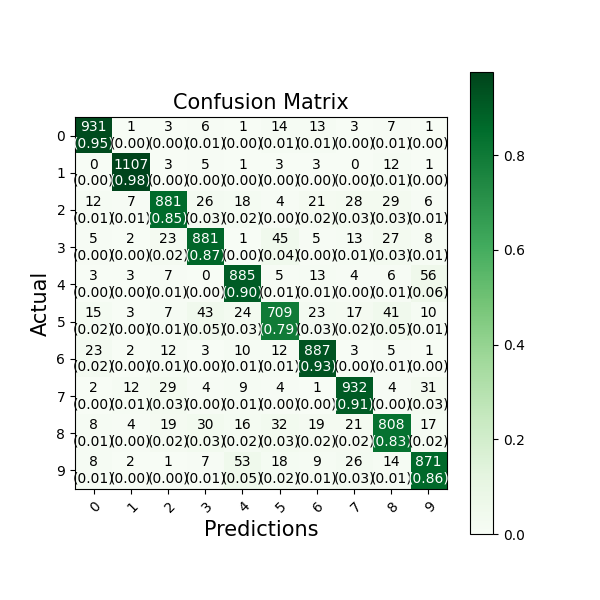 Confusion Matrix
0 931 1 3 6 1 14 13 3 7 1
(0.95) (0.00) (0.00) (0.01) (0.00) (0.01) (0.01) (0.00) (0.01) (0.00)
1 0 1107 3 5 1 3 3 0 12 1
(0.00) (0.98) (0.00) (0.00) (0.00) (0.00) (0.00) (0.00) (0.01) (0.00)
2 12 7 881 26 18 4 21 28 29 6
(0.01) (0.01) (0.85) (0.03) (0.02) (0.00) (0.02) (0.03) (0.03) (0.01)
3 5 2 23 881 1 45 5 13 27 8
(0.00) (0.00) (0.02) (0.87) (0.00) (0.04) (0.00) (0.01) (0.03) (0.01)
4 3 3 7 0 885 5 13 4 6 56
(0.00) (0.00) (0.01) (0.00) (0.90) (0.01) (0.01) (0.00) (0.01) (0.06)
5 15 3 7 43 24 709 23 17 41 10
(0.02) (0.00) (0.01) (0.05) (0.03) (0.79) (0.03) (0.02) (0.05) (0.01)
6 23 2 12 3 10 12 887 3 5 1
(0.02) (0.00) (0.01) (0.00) (0.01) (0.01) (0.93) (0.00) (0.01) (0.00)
7 2 12 29 4 9 4 1 932 4 31
(0.00) (0.01) (0.03) (0.00) (0.01) (0.00) (0.00) (0.91) (0.00) (0.03)
8 8 4 19 30 16 32 19 21 808 17
(0.01) (0.00) (0.02) (0.03) (0.02) (0.03) (0.02) (0.02) (0.83) (0.02)
9 8 2 1 7 53 18 9 26 14 871
(0.01) (0.00) (0.00) (0.01) (0.05) (0.02) (0.01) (0.03) (0.01) (0.86)
0 1 2 3 4 5 6 7 8 9
Predictions
Actual
0.8
0.6
0.4
0.2
0.0